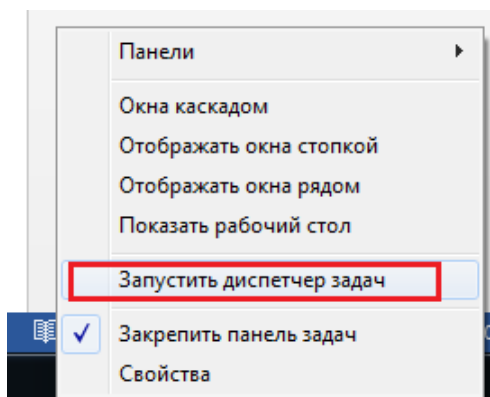 Панели
Окна каскадом
Отображать окна стопкой
Отображать окна рядом
Показать рабочий стол
Запустить диспетчер задач
Закрепить панель задач
Свойства